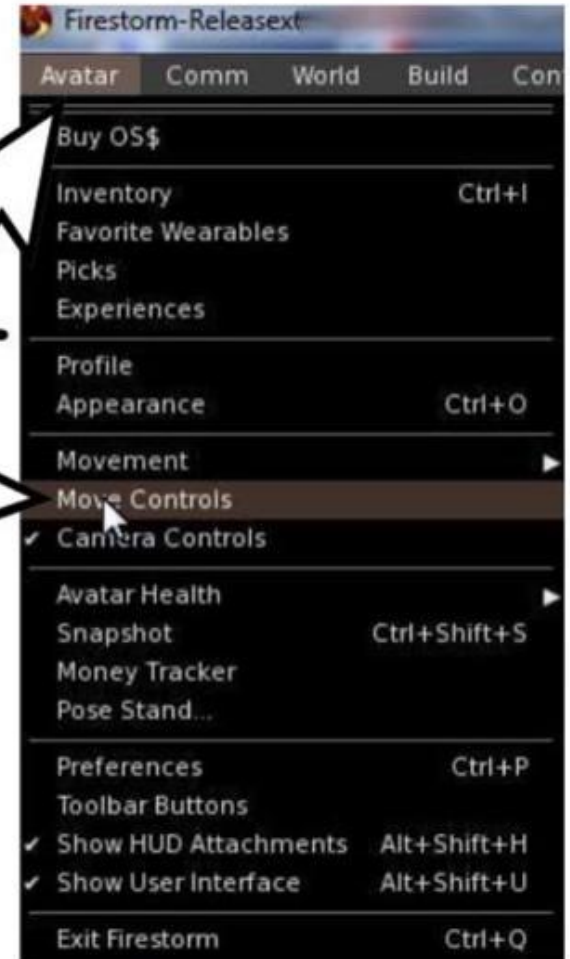 Firestorm-Releasext
Avatar Comm World Build Con
Buy OS$
Inventory Ctrl+I
Favorite Wearables
Picks
Experiences
Profile
Appearance Ctrl+O
Movement
Move Controls
Camera Controls
Avatar Health
Snapshot Ctrl+Shift+S
Money Tracker
Pose Stand...
Preferences Ctrl+P
Toolbar Buttons
Show HUD Attachments Alt+Shift+H
Show User Interface Alt+Shift+U
Exit Firestorm Ctrl+Q